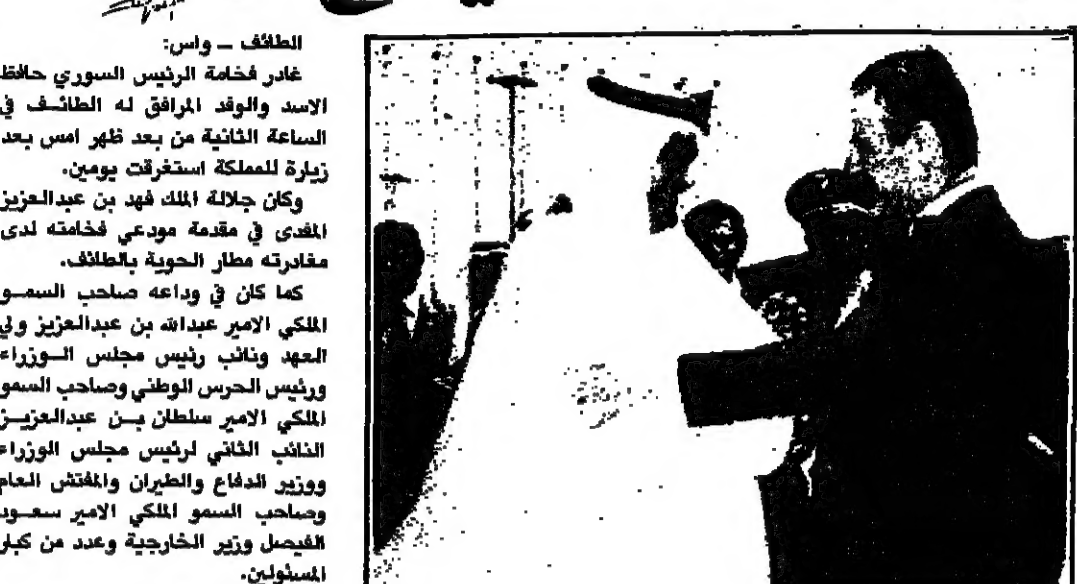 الطائف ــ واس:
غادر فخامة الرئيس السوري حافظ
الاسد والوفد المرافق له الطائف في
الساعة الثانية من بعد ظهر امس بعد
زيارة للمملكة استغرقت يومين.
وكان جلالة الملك فهد بن عبدالعزيز
المفدى في مقدمة مودعي فخامته لدى
مغادرته مطار الحوية بالطائف.
كما كان في وداعه صاحب السمو
الملكي الامير عبدالله بن عبدالعزيز ولي
العهد ونائب رئيس مجلس الوزراء
ورئيس الحرس الوطني وصاحب السمو
الملكي الامير سلطان بن عبدالعزيز
النائب الثاني لرئيس مجلس الوزراء
ووزير الدفاع والطيران والمفتش العام
وصاحب السمو الملكي الامير سعود
الفيصل وزير الخارجية وعدد من كبار
المسئولين.